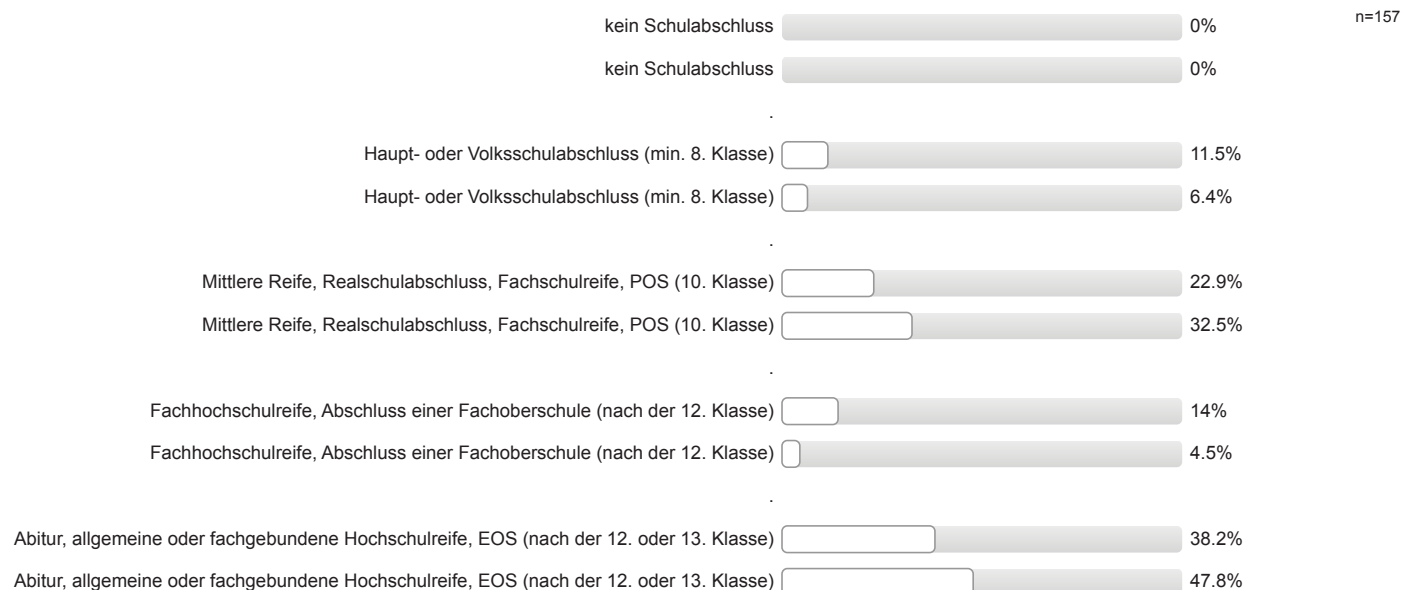 kein Schulabschluss 0% n=157
kein Schulabschluss 0%
.
Haupt- oder Volksschulabschluss (min. 8. Klasse) 11.5%
Haupt- oder Volksschulabschluss (min. 8. Klasse) 6.4%
.
Mittlere Reife, Realschulabschluss, Fachschulreife, POS (10. Klasse) 22.9%
Mittlere Reife, Realschulabschluss, Fachschulreife, POS (10. Klasse) 32.5%
.
Fachhochschulreife, Abschluss einer Fachoberschule (nach der 12. Klasse) 14%
Fachhochschulreife, Abschluss einer Fachoberschule (nach der 12. Klasse) 4.5%
.
Abitur, allgemeine oder fachgebundene Hochschulreife, EOS (nach der 12. oder 13. Klasse) 38.2%
Abitur, allgemeine oder fachgebundene Hochschulreife, EOS (nach der 12. oder 13. Klasse) 47.8%